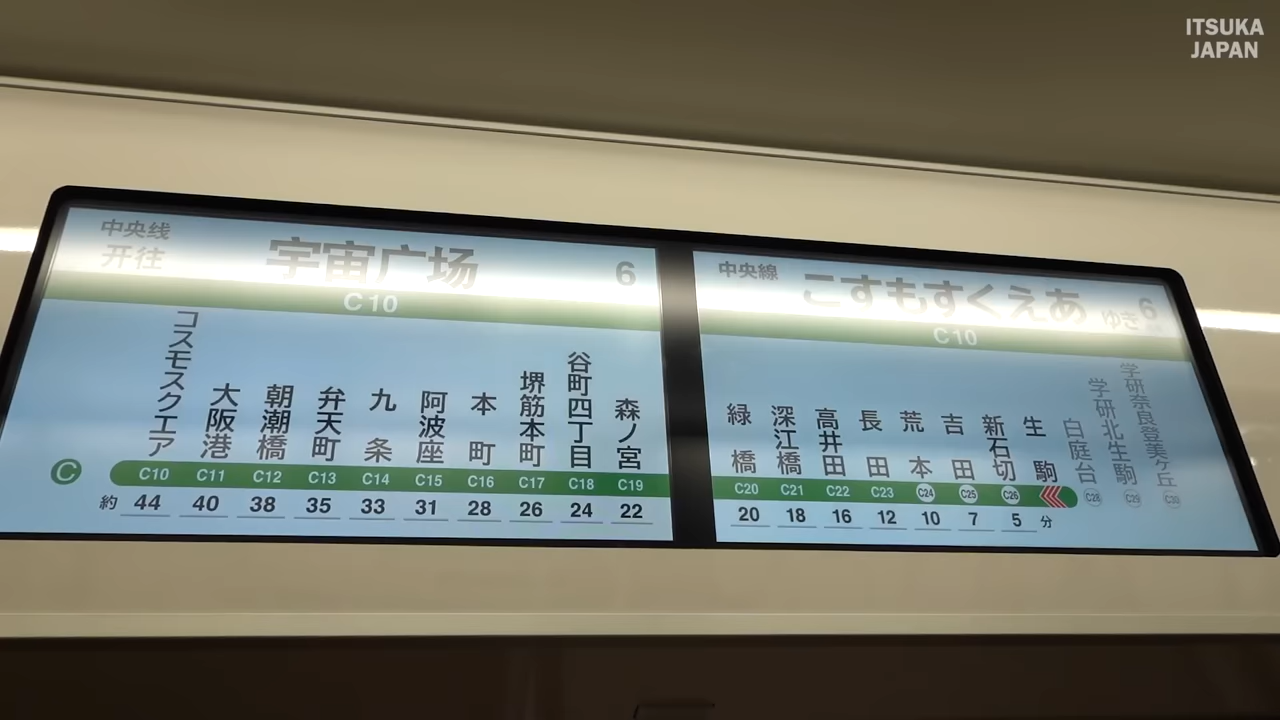 ITSUKA
JAPAN
中央线
开往
宇宙广场
6
C10
コスモスクエア
大阪港
朝潮橋
弁天町
九条
阿波座
本町
堺筋本町
谷町四丁目
森ノ宮
C
C10 C11 C12 C13 C14 C15 C16 C17 C18 C19
約 44 40 38 35 33 31 28 26 24 22
中央線
こすもすくえあ
ゆき
6
C10
緑橋
深江橋
高井田
長田
荒本
吉田
新石切
生駒
白庭台
学研北生駒
学研奈良登美ヶ丘
C20 C21 C22 C23 C24 C25 C26 C28 C29 C30
20 18 16 12 10 7 5 分